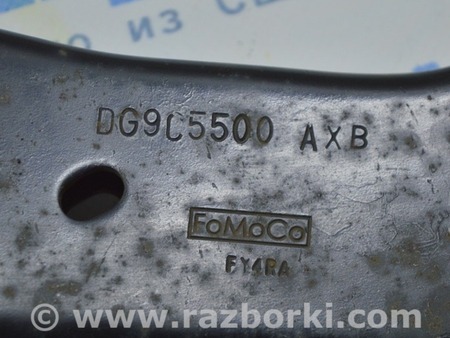 ИЗ С
DG9C5500 AXB
FoMoCo
FY4RA
© www.razborki.com